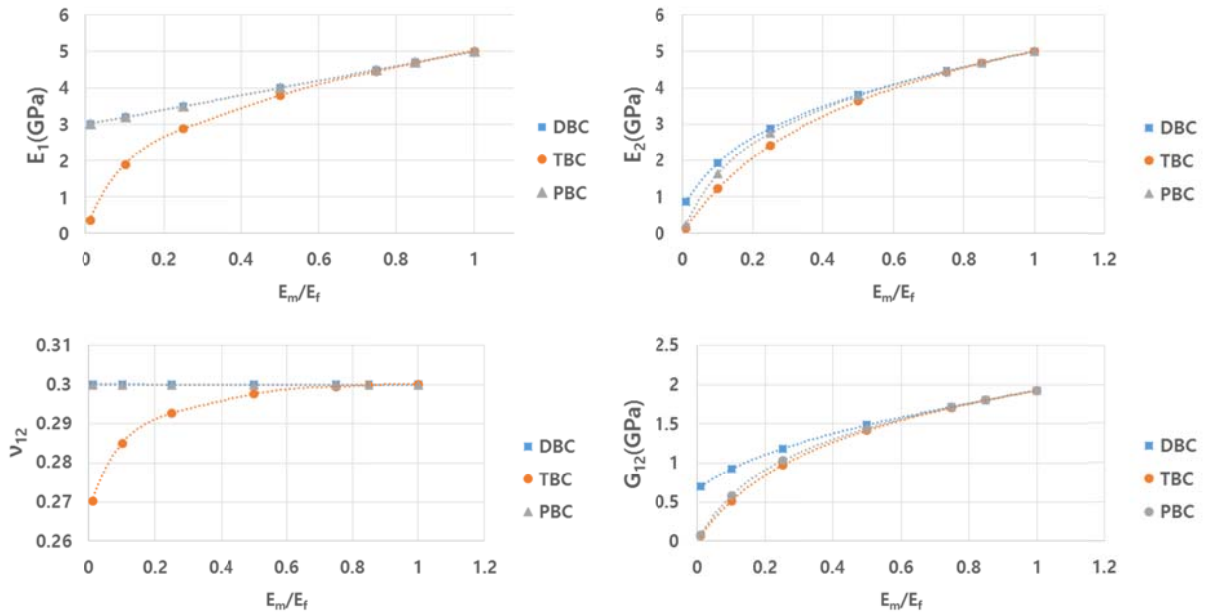 6
5
4
3
2
1
0
E1(GPa)
0 0.2 0.4 0.6 0.8 1
Em/Ef
DBC
TBC
PBC
6
5
4
3
2
1
0
E2(GPa)
0 0.2 0.4 0.6 0.8 1 1.2
Em/Ef
DBC
TBC
PBC
0.31
0.3
0.29
0.28
0.27
0.26
ν12
0 0.2 0.4 0.6 0.8 1 1.2
Em/Ef
DBC
TBC
PBC
2.5
2
1.5
1
0.5
0
G12(GPa)
0 0.2 0.4 0.6 0.8 1 1.2
Em/Ef
DBC
TBC
PBC